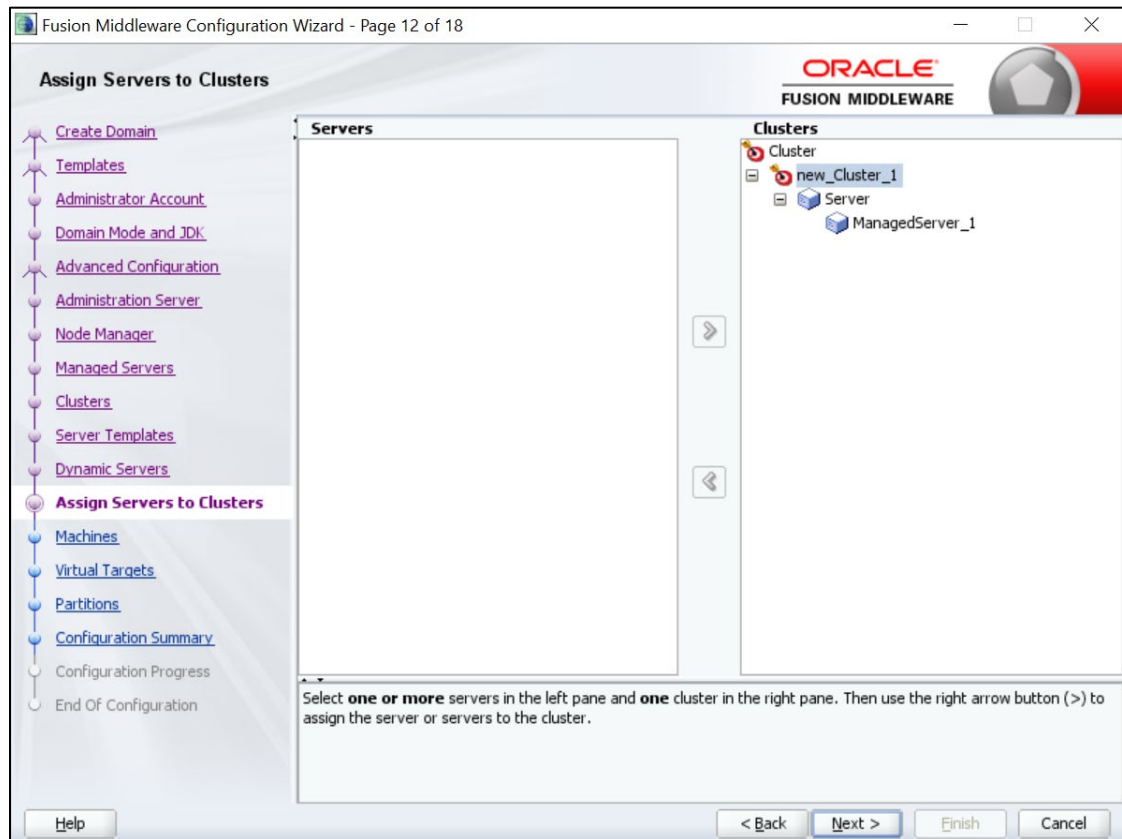 Fusion Middleware Configuration Wizard - Page 12 of 18
Assign Servers to Clusters
ORACLE
FUSION MIDDLEWARE
Create Domain
Templates
Administrator Account
Domain Mode and JDK
Advanced Configuration
Administration Server
Node Manager
Managed Servers
Clusters
Server Templates
Dynamic Servers
Assign Servers to Clusters
Machines
Virtual Targets
Partitions
Configuration Summary
Configuration Progress
End Of Configuration
Servers
Clusters
Cluster
new_Cluster_1
Server
ManagedServer_1
Select one or more servers in the left pane and one cluster in the right pane. Then use the right arrow button (>) to
assign the server or servers to the cluster.
Help
< Back
Next >
Finish
Cancel